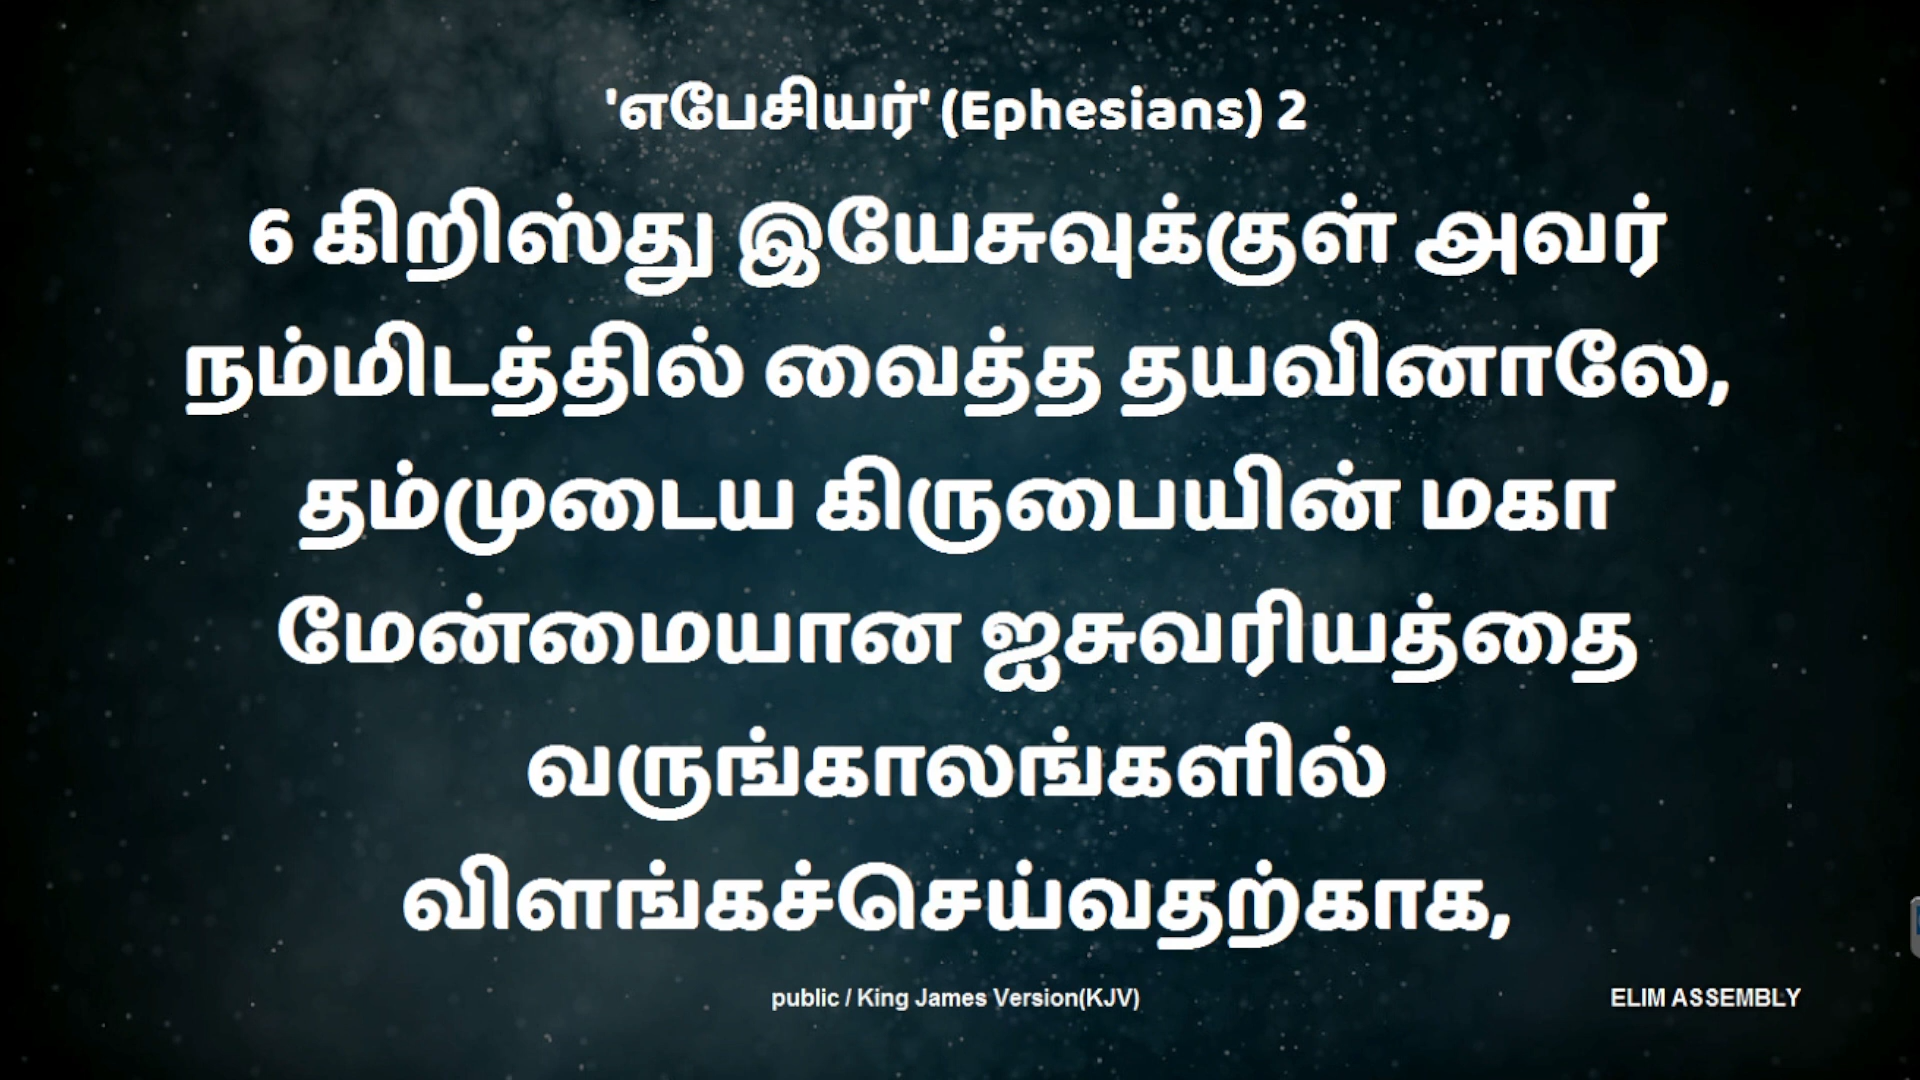 'எபேசியர்' (Ephesians) 2
6 கிறிஸ்து இயேசுவுக்குள் அவர்
நம்மிடத்தில் வைத்த தயவினாலே,
தம்முடைய கிருபையின் மகா
மேன்மையான ஐசுவரியத்தை
வருங்காலங்களில்
விளங்கச்செய்வதற்காக,
public / King James Version(KJV)
ELIM ASSEMBLY